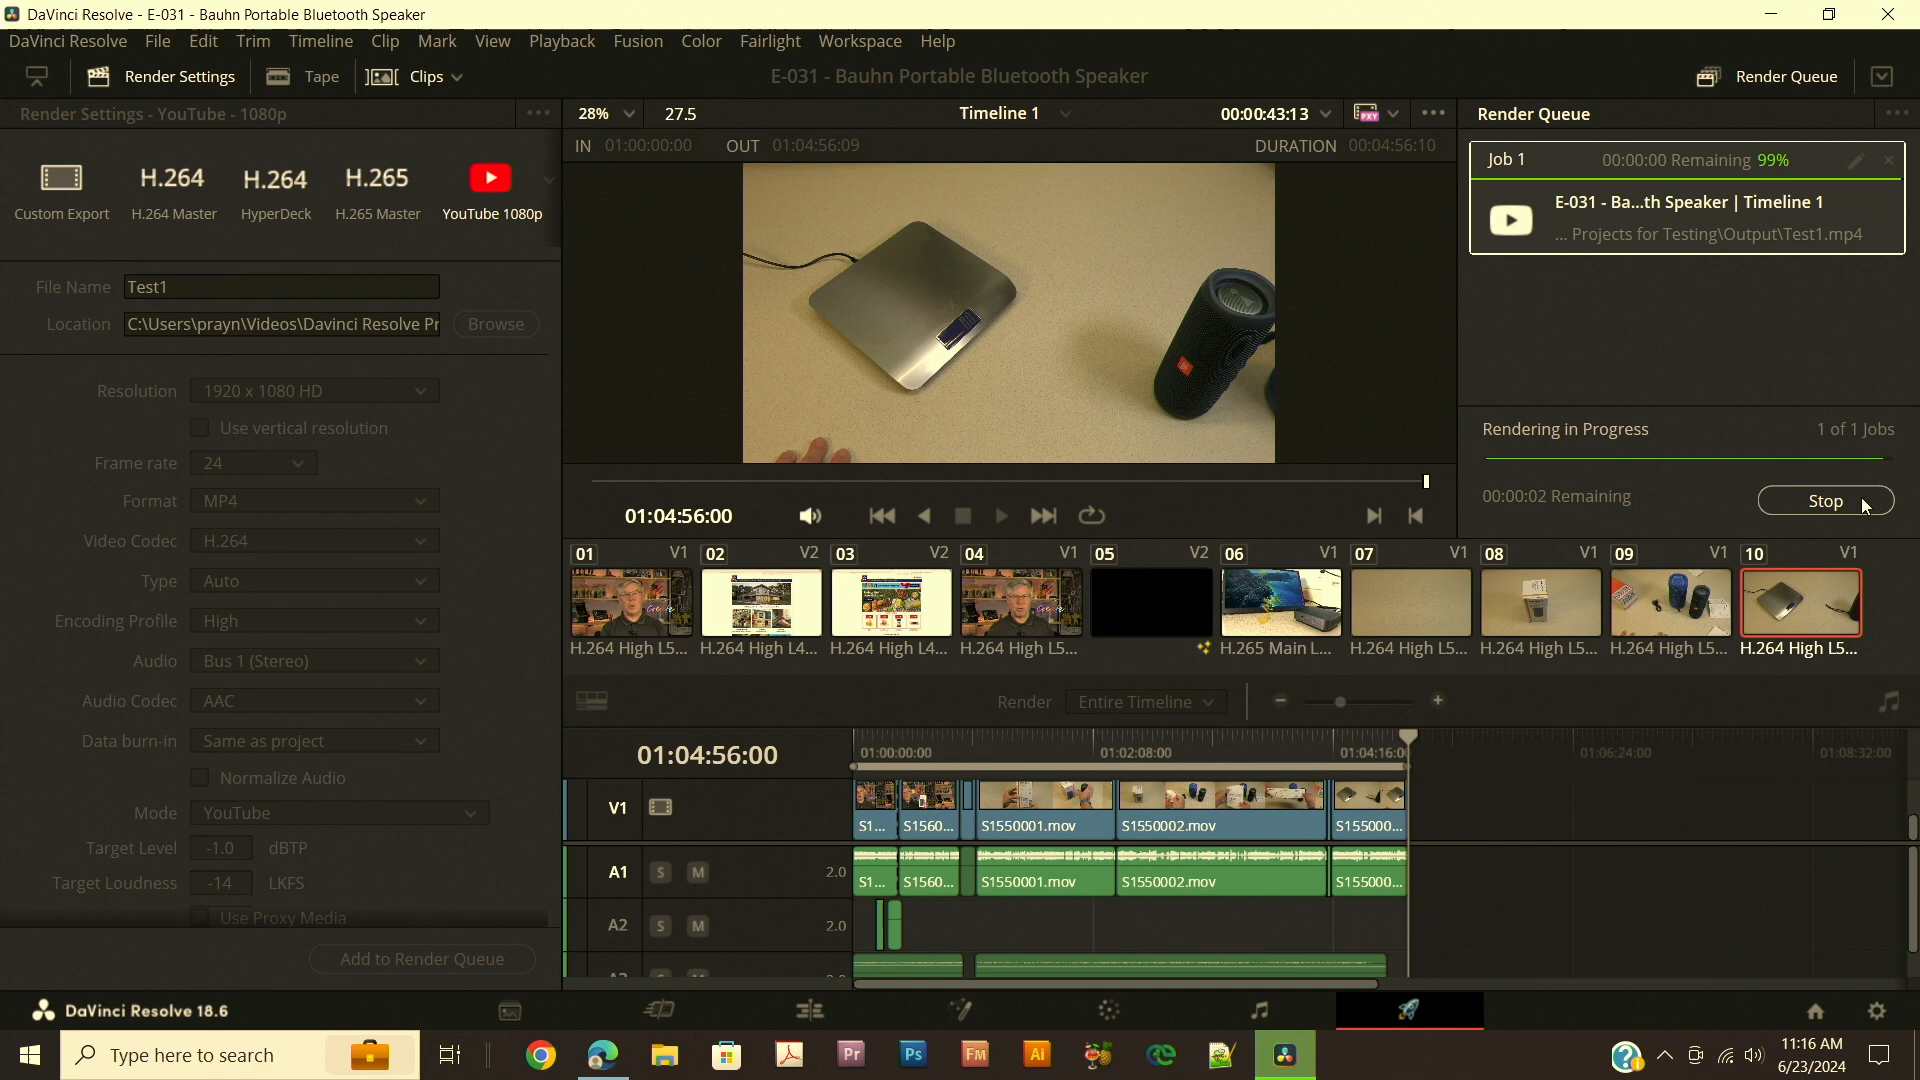 DaVinci Resolve - E-031 - Bauhn Portable Bluetooth Speaker
DaVinci Resolve File Edit Trim Timeline Clip Mark View Playback Fusion Color Fairlight Workspace Help
Render Settings Tape Clips E-031 - Bauhn Portable Bluetooth Speaker Render Queue
Render Settings - YouTube - 1080p
28% 27.5 Timeline 1 00:00:43:13 PXY
Render Queue
IN 01:00:00:00 OUT 01:04:56:09 DURATION 00:04:56:10
H.264 H.264 H.265
Custom Export H.264 Master HyperDeck H.265 Master YouTube 1080p
Job 1 00:00:00 Remaining 99%
E-031 - Ba...th Speaker | Timeline 1
... Projects for Testing\Output\Test1.mp4
File Name Test1
Location C:\Users\prayn\Videos\Davinci Resolve Pr Browse
Resolution 1920 x 1080 HD
Use vertical resolution
Frame rate 24
Format MP4
Video Codec H.264
Type Auto
Encoding Profile High
Audio Bus 1 (Stereo)
Audio Codec AAC
Data burn-in Same as project
Normalize Audio
Mode YouTube
Target Level -1.0 dBTP
Target Loudness -14 LKFS
Use Proxy Media
Add to Render Queue
Rendering in Progress 1 of 1 Jobs
00:00:02 Remaining Stop
01:04:56:00
01 V1 02 V2 03 V2 04 V1 05 V2 06 V1 07 V1 08 V1 09 V1 10 V1
H.264 High L5... H.264 High L4... H.264 High L4... H.264 High L5... H.265 Main L... H.264 High L5... H.264 High L5... H.264 High L5... H.264 High L5...
Render Entire Timeline
01:04:56:00 01:00:00:00 01:02:08:00 01:04:16:0 01:06:24:00 01:08:32:00
V1
S1... S1560... S1550001.mov S1550002.mov S155000...
A1 S M 2.0
S1... S1560... S1550001.mov S1550002.mov S155000...
A2 S M 2.0
DaVinci Resolve 18.6
Type here to search
Pr Ps FM Ai
11:16 AM
6/23/2024